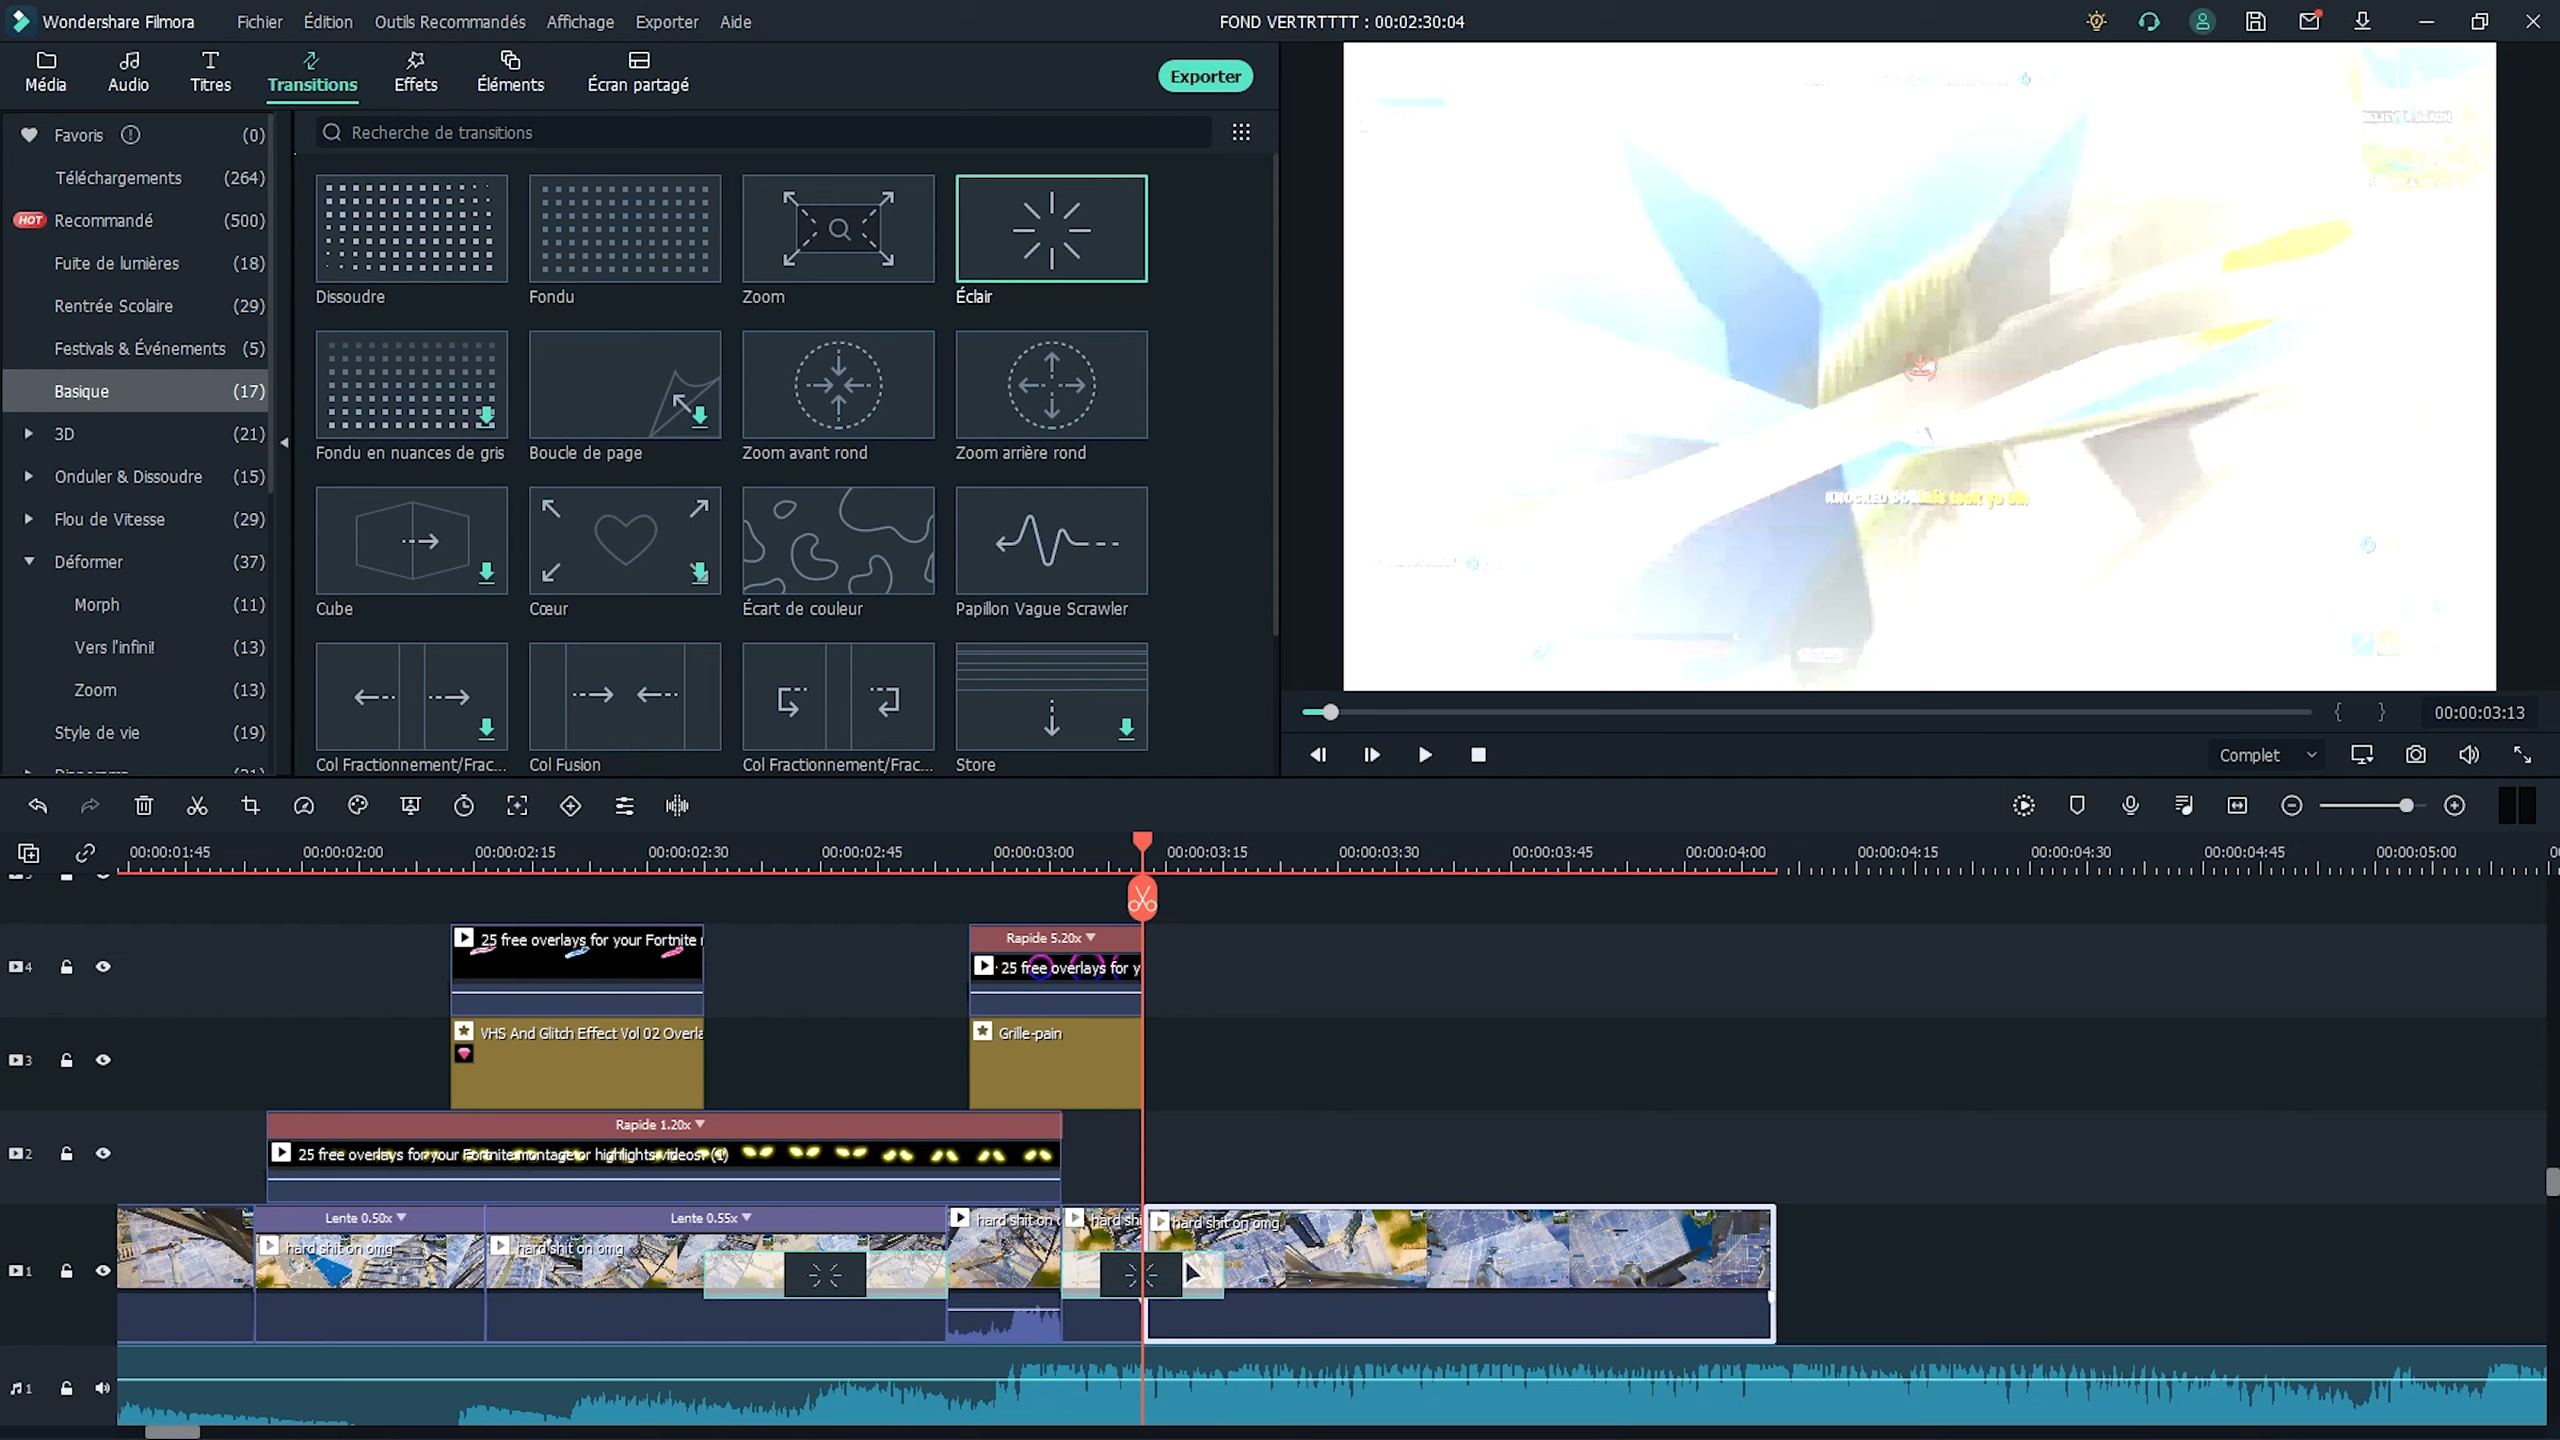 Wondershare Filmora Fichier Édition Outils Recommandés Affichage Exporter Aide FOND VERTRTTTT : 00:02:30:04
Média Audio Titres Transitions Effets Éléments Écran partagé Exporter
Favoris (0)
Téléchargements (264)
HOT Recommandé (500)
Fuite de lumières (18)
Rentrée Scolaire (29)
Festivals & Événements (5)
Basique (17)
3D (21)
Onduler & Dissoudre (15)
Flou de Vitesse (29)
Déformer (37)
Morph (11)
Vers l'infini! (13)
Zoom (13)
Style de vie (19)
Recherche de transitions
Dissoudre Fondu Zoom Éclair
Fondu en nuances de gris Boucle de page Zoom avant rond Zoom arrière rond
Cube Cœur Écart de couleur Papillon Vague Scrawler
Col Fractionnement/Frac... Col Fusion Col Fractionnement/Frac... Store
00:00:03:13
Complet
00:00:01:45 00:00:02:00 00:00:02:15 00:00:02:30 00:00:02:45 00:00:03:00 00:00:03:15 00:00:03:30 00:00:03:45 00:00:04:00 00:00:04:15 00:00:04:30 00:00:04:45 00:00:05:00
4 25 free overlays for your Fortnite Rapide 5.20x
25 free overlays for y
3 VHS And Glitch Effect Vol 02 Overla Grille-pain
Rapide 1.20x
2 25 free overlays for your Fortnite montage or highlights videos! (1)
Lente 0.50x Lente 0.55x hard shit on hard shi hard shit on omg
1 hard shit on omg hard shit on omg
1